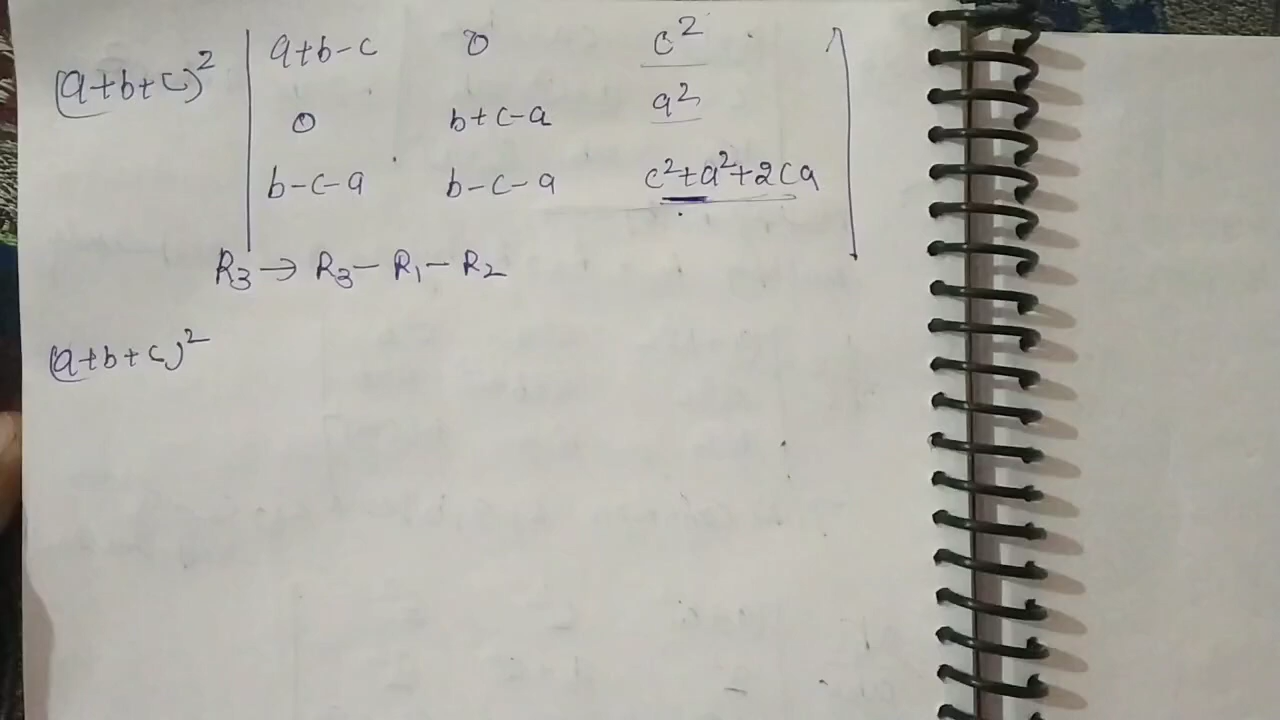 (a+b+c)² | a+b-c 0 c² |
0 b+c-a a²
b-c-a b-c-a c²+a²+2ca
R₃ → R₃ - R₁ - R₂
(a+b+c)²